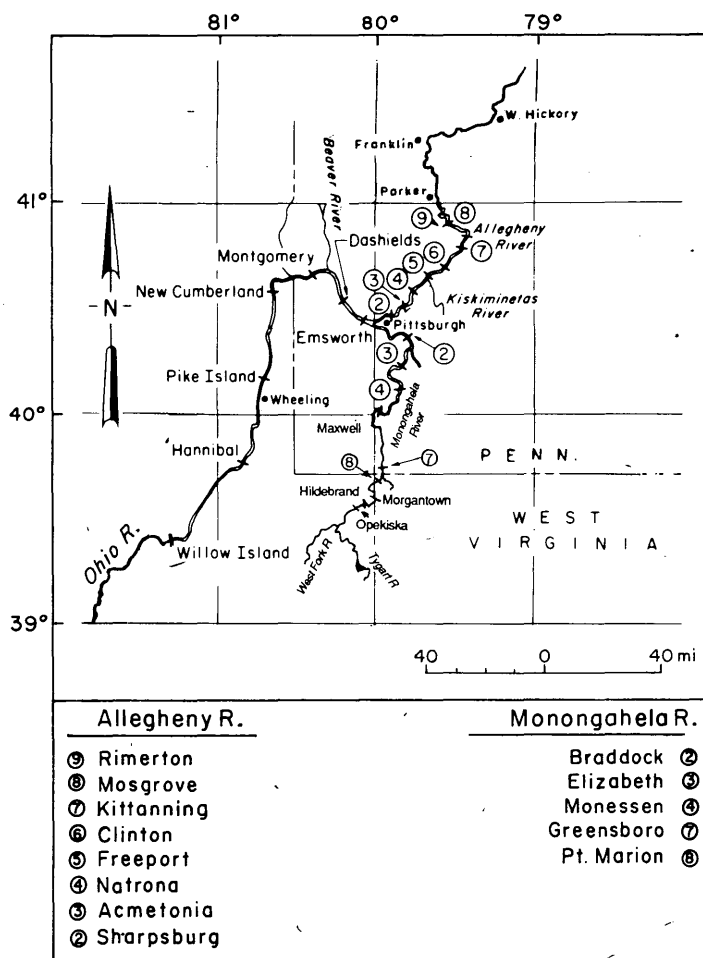 81°
80°
79°
W. Hickory
Franklin
Beaver River
Parker
41°
⑨
⑧
Allegheny
River
Dashields
⑤
⑥
⑦
Montgomery
③
④
-N-
New Cumberland
Kiskiminetas
River
②
Pittsburgh
Emsworth
③
②
Pike Island
④
Wheeling
40°
Maxwell
Monongahela
River
Hannibal
PENN.
⑧
⑦
Hildebrand
Morgantown
Opekiska
WEST
VIRGINIA
Ohio R.
Willow Island
West Fork R
Tygart R
39°
40 0 40 mi
Allegheny R.
⑨ Rimerton
⑧ Mosgrove
⑦ Kittanning
⑥ Clinton
⑤ Freeport
④ Natrona
③ Acmetonia
② Sharpsburg
Monongahela R.
Braddock ②
Elizabeth ③
Monessen ④
Greensboro ⑦
Pt. Marion ⑧